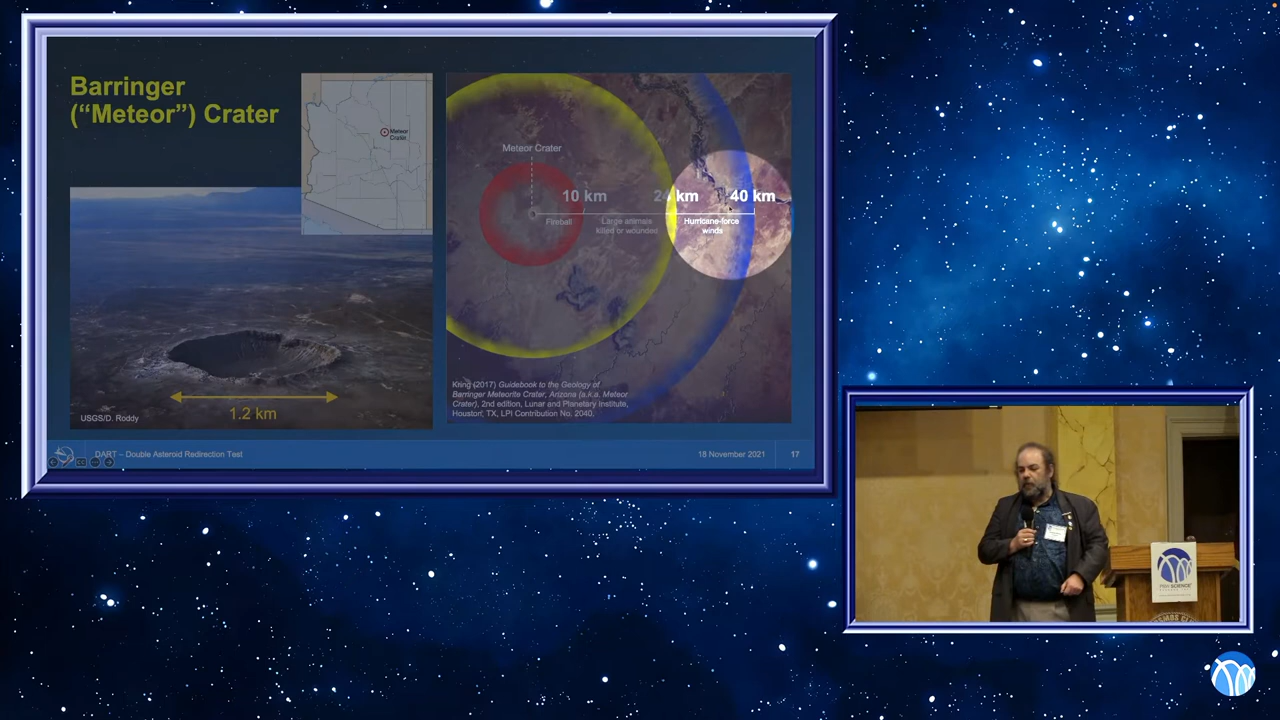 Barringer
(“Meteor”) Crater
Meteor
Crater
Meteor Crater
10 km
24 km
40 km
Fireball
Large animals
killed or wounded
Hurricane-force
winds
Kring (2017) Guidebook to the Geology of
Barringer Meteorite Crater, Arizona (a.k.a. Meteor
Crater), 2nd edition, Lunar and Planetary Institute,
Houston, TX, LPI Contribution No. 2040.
USGS/D. Roddy
1.2 km
DART – Double Asteroid Redirection Test
18 November 2021
17
SCIENCE